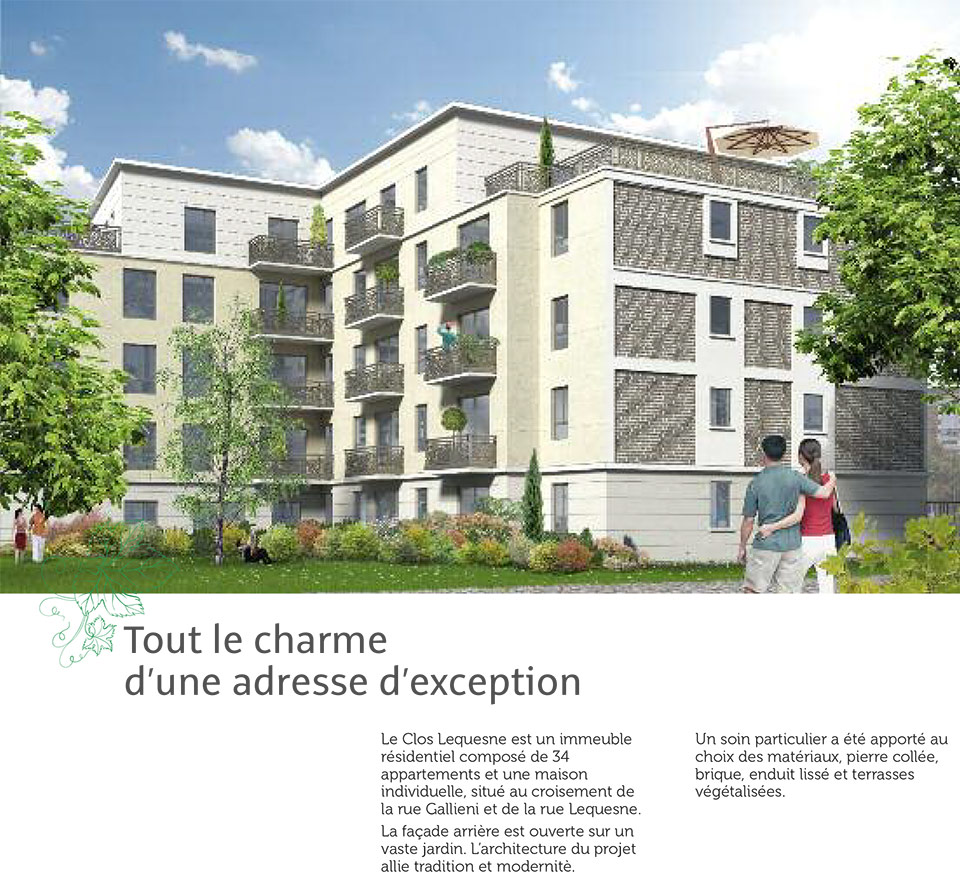 Tout le charme
d'une adresse d'exception
Le Clos Lequesne est un immeuble
résidentiel composé de 34
appartements et une maison
individuelle, situé au croisement de
la rue Gallieni et de la rue Lequesne.
La façade arrière est ouverte sur un
vaste jardin. L'architecture du projet
allie tradition et modernitè.
Un soin particulier a été apporté au
choix des matériaux, pierre collée,
brique, enduit lissé et terrasses
végétalisées.